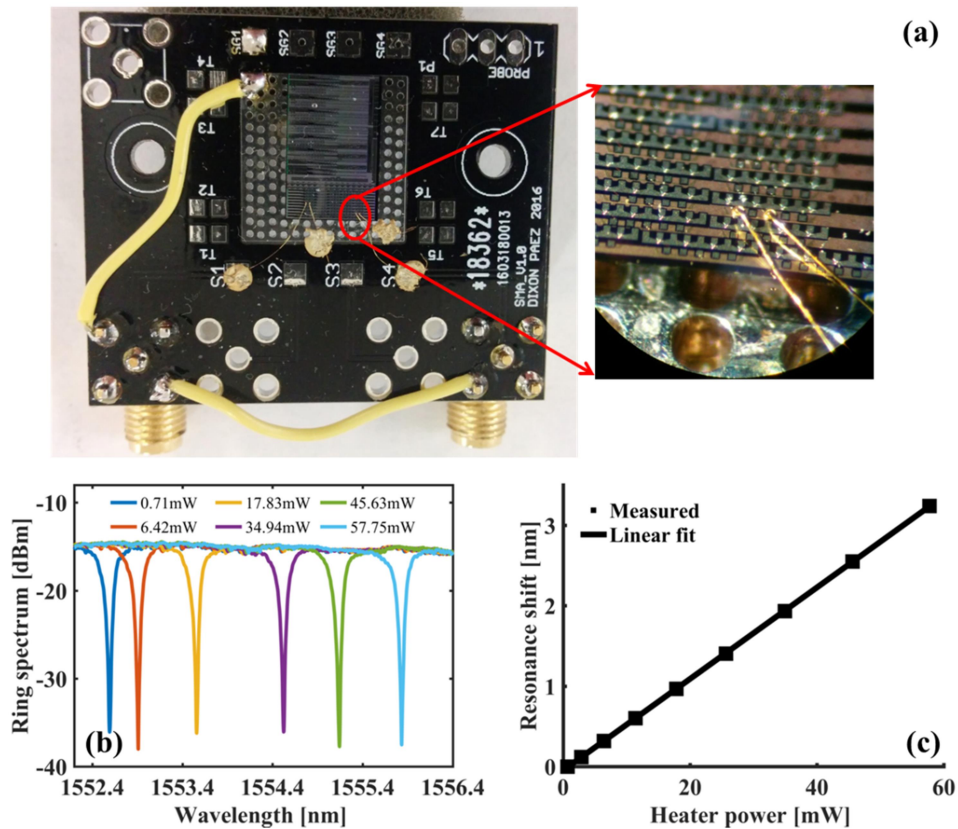 (a)
SG1 SG2 SG3 SG4
1
PROBE
T4 P1
T3 T7
T2 T6
T1 T5
S1 S2 S3 S4
*18362*
1603180013
SMA_V1.0
DIXON PAEZ 2016
-10
-20
-30
-40
Ring spectrum [dBm]
0.71mW 17.83mW 45.63mW
6.42mW 34.94mW 57.75mW
(b)
1552.4 1553.4 1554.4 1555.4 1556.4
Wavelength [nm]
3
2
1
0
Resonance shift [nm]
Measured
Linear fit
(c)
0 20 40 60
Heater power [mW]